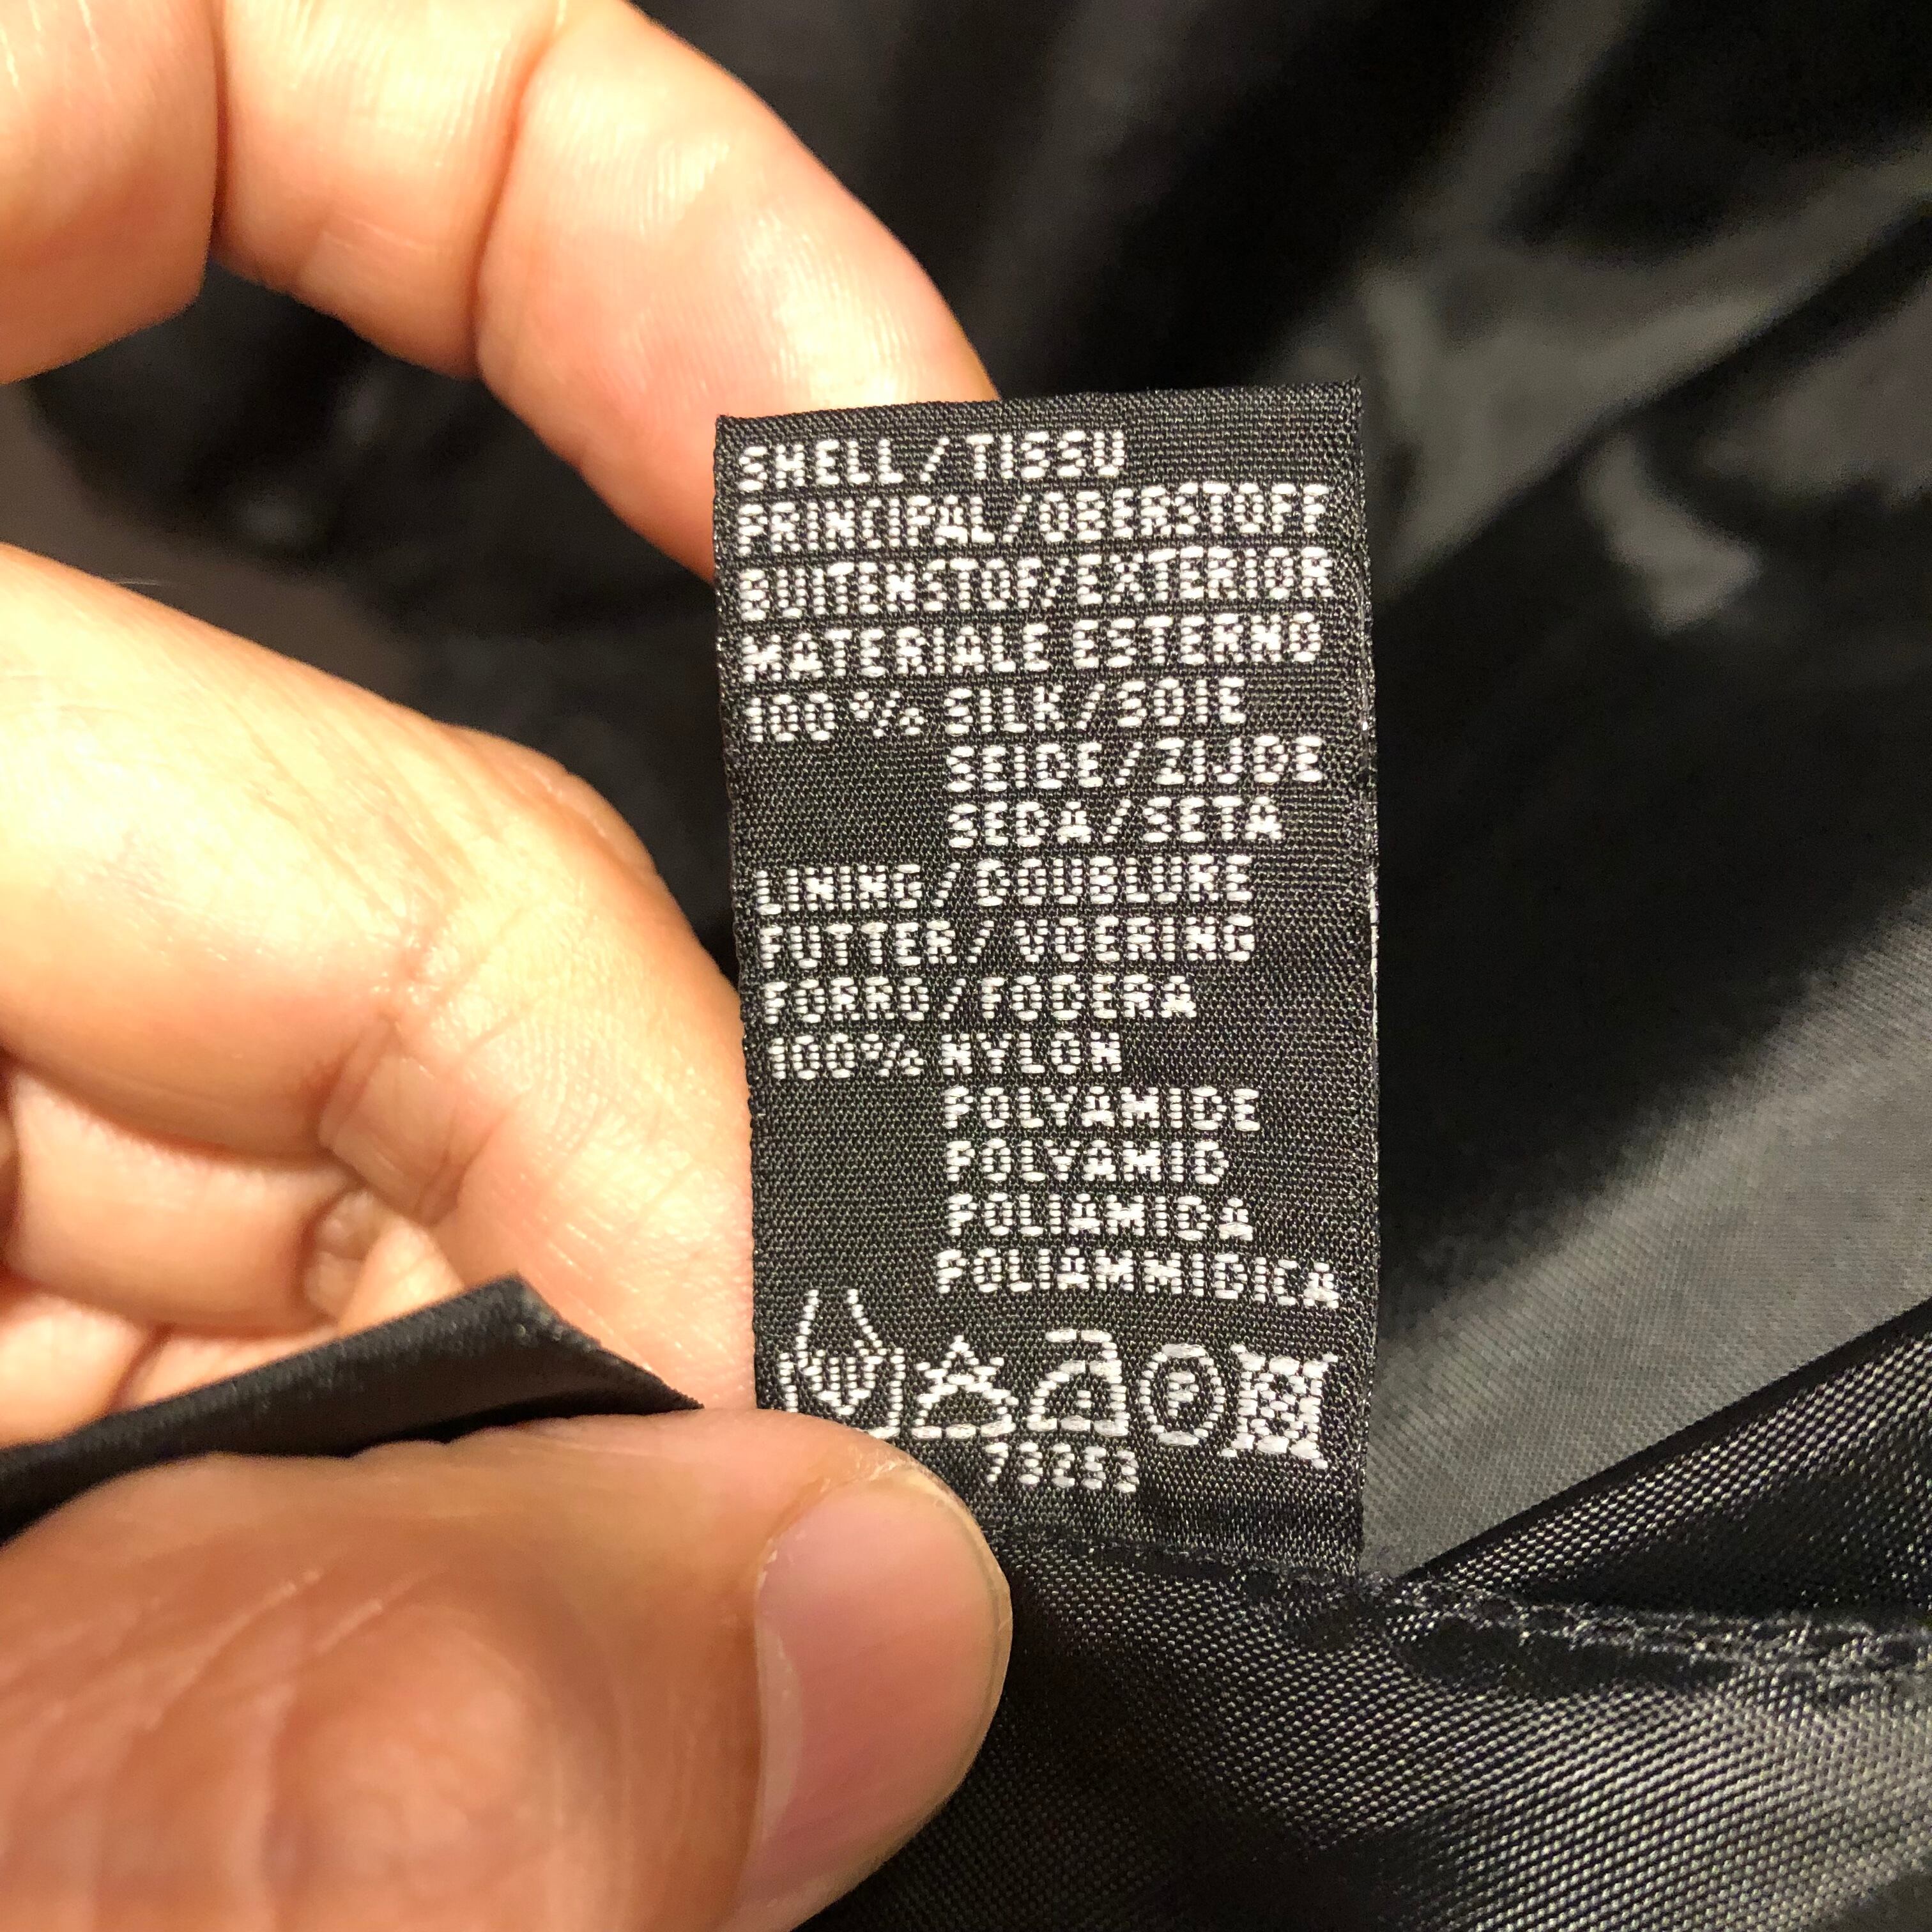 SHELL/TISSU
PRINCIPAL/OBERSTOFF
BUITENSTOF/EXTERIOR
MATERIALE ESTERNO
100% SILK/SOIE
SEIDE/ZIJDE
SEDA/SETA
LINING/DOUBLURE
FUTTER/VOERING
FORRO/FODERA
100% NYLON
POLYAMIDE
POLYAMID
POLIAMIDA
POLIAMMIDICA
P